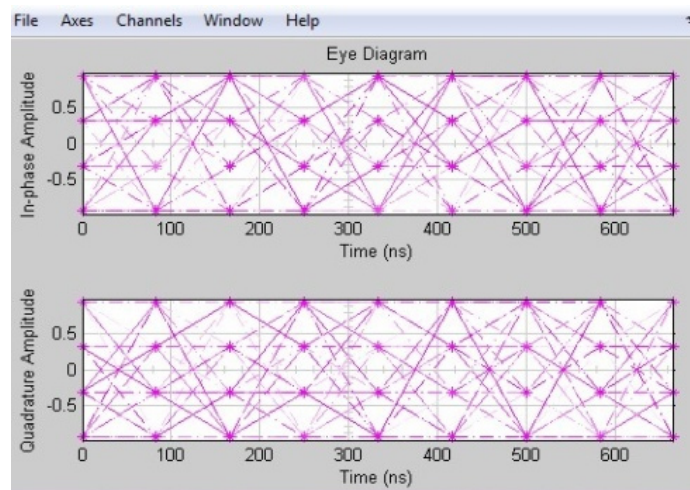 File Axes Channels Window Help
Eye Diagram
In-phase Amplitude
0.5
0
-0.5
0 100 200 300 400 500 600
Time (ns)
Quadrature Amplitude
0.5
0
-0.5
0 100 200 300 400 500 600
Time (ns)